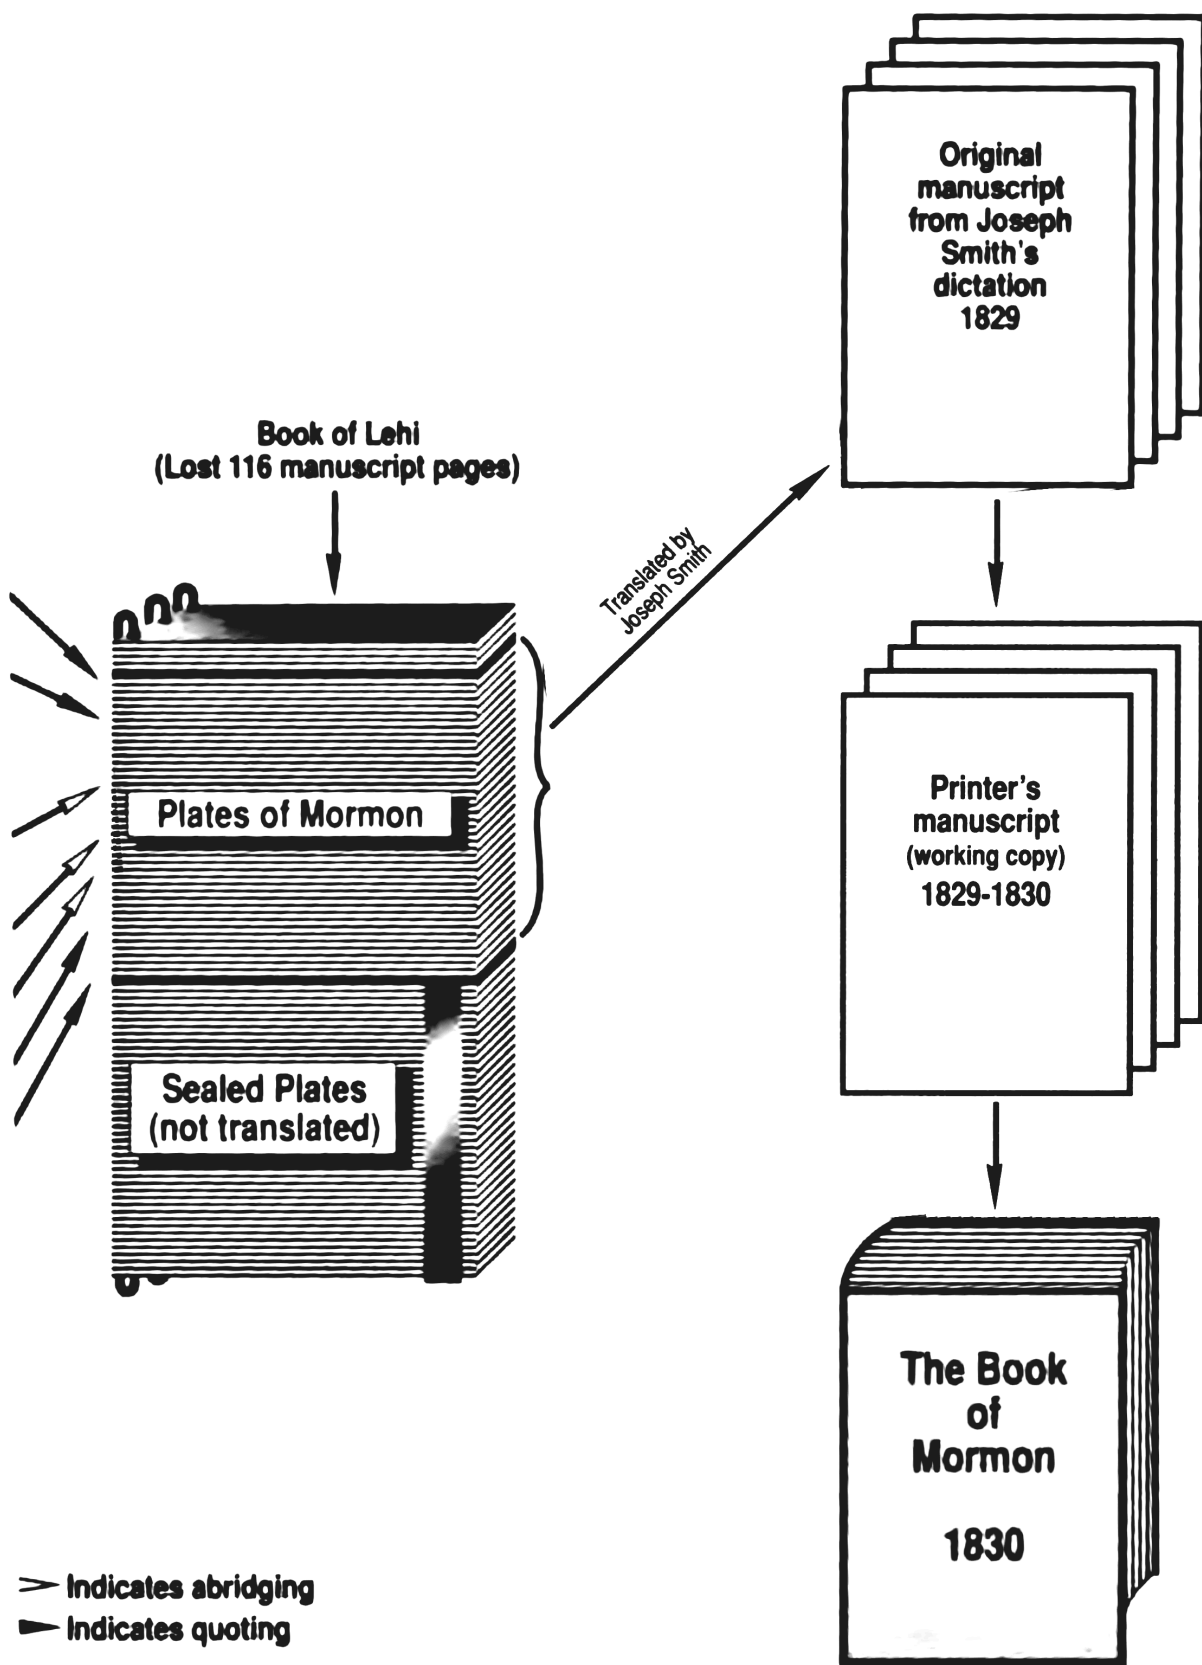 Original
manuscript
from Joseph
Smith's
dictation
1829
Book of Lehi
(Lost 116 manuscript pages)
Translated by
Joseph Smith
Plates of Mormon
Printer's
manuscript
(working copy)
1829-1830
Sealed Plates
(not translated)
The Book
of
Mormon
1830
Indicates abridging
Indicates quoting